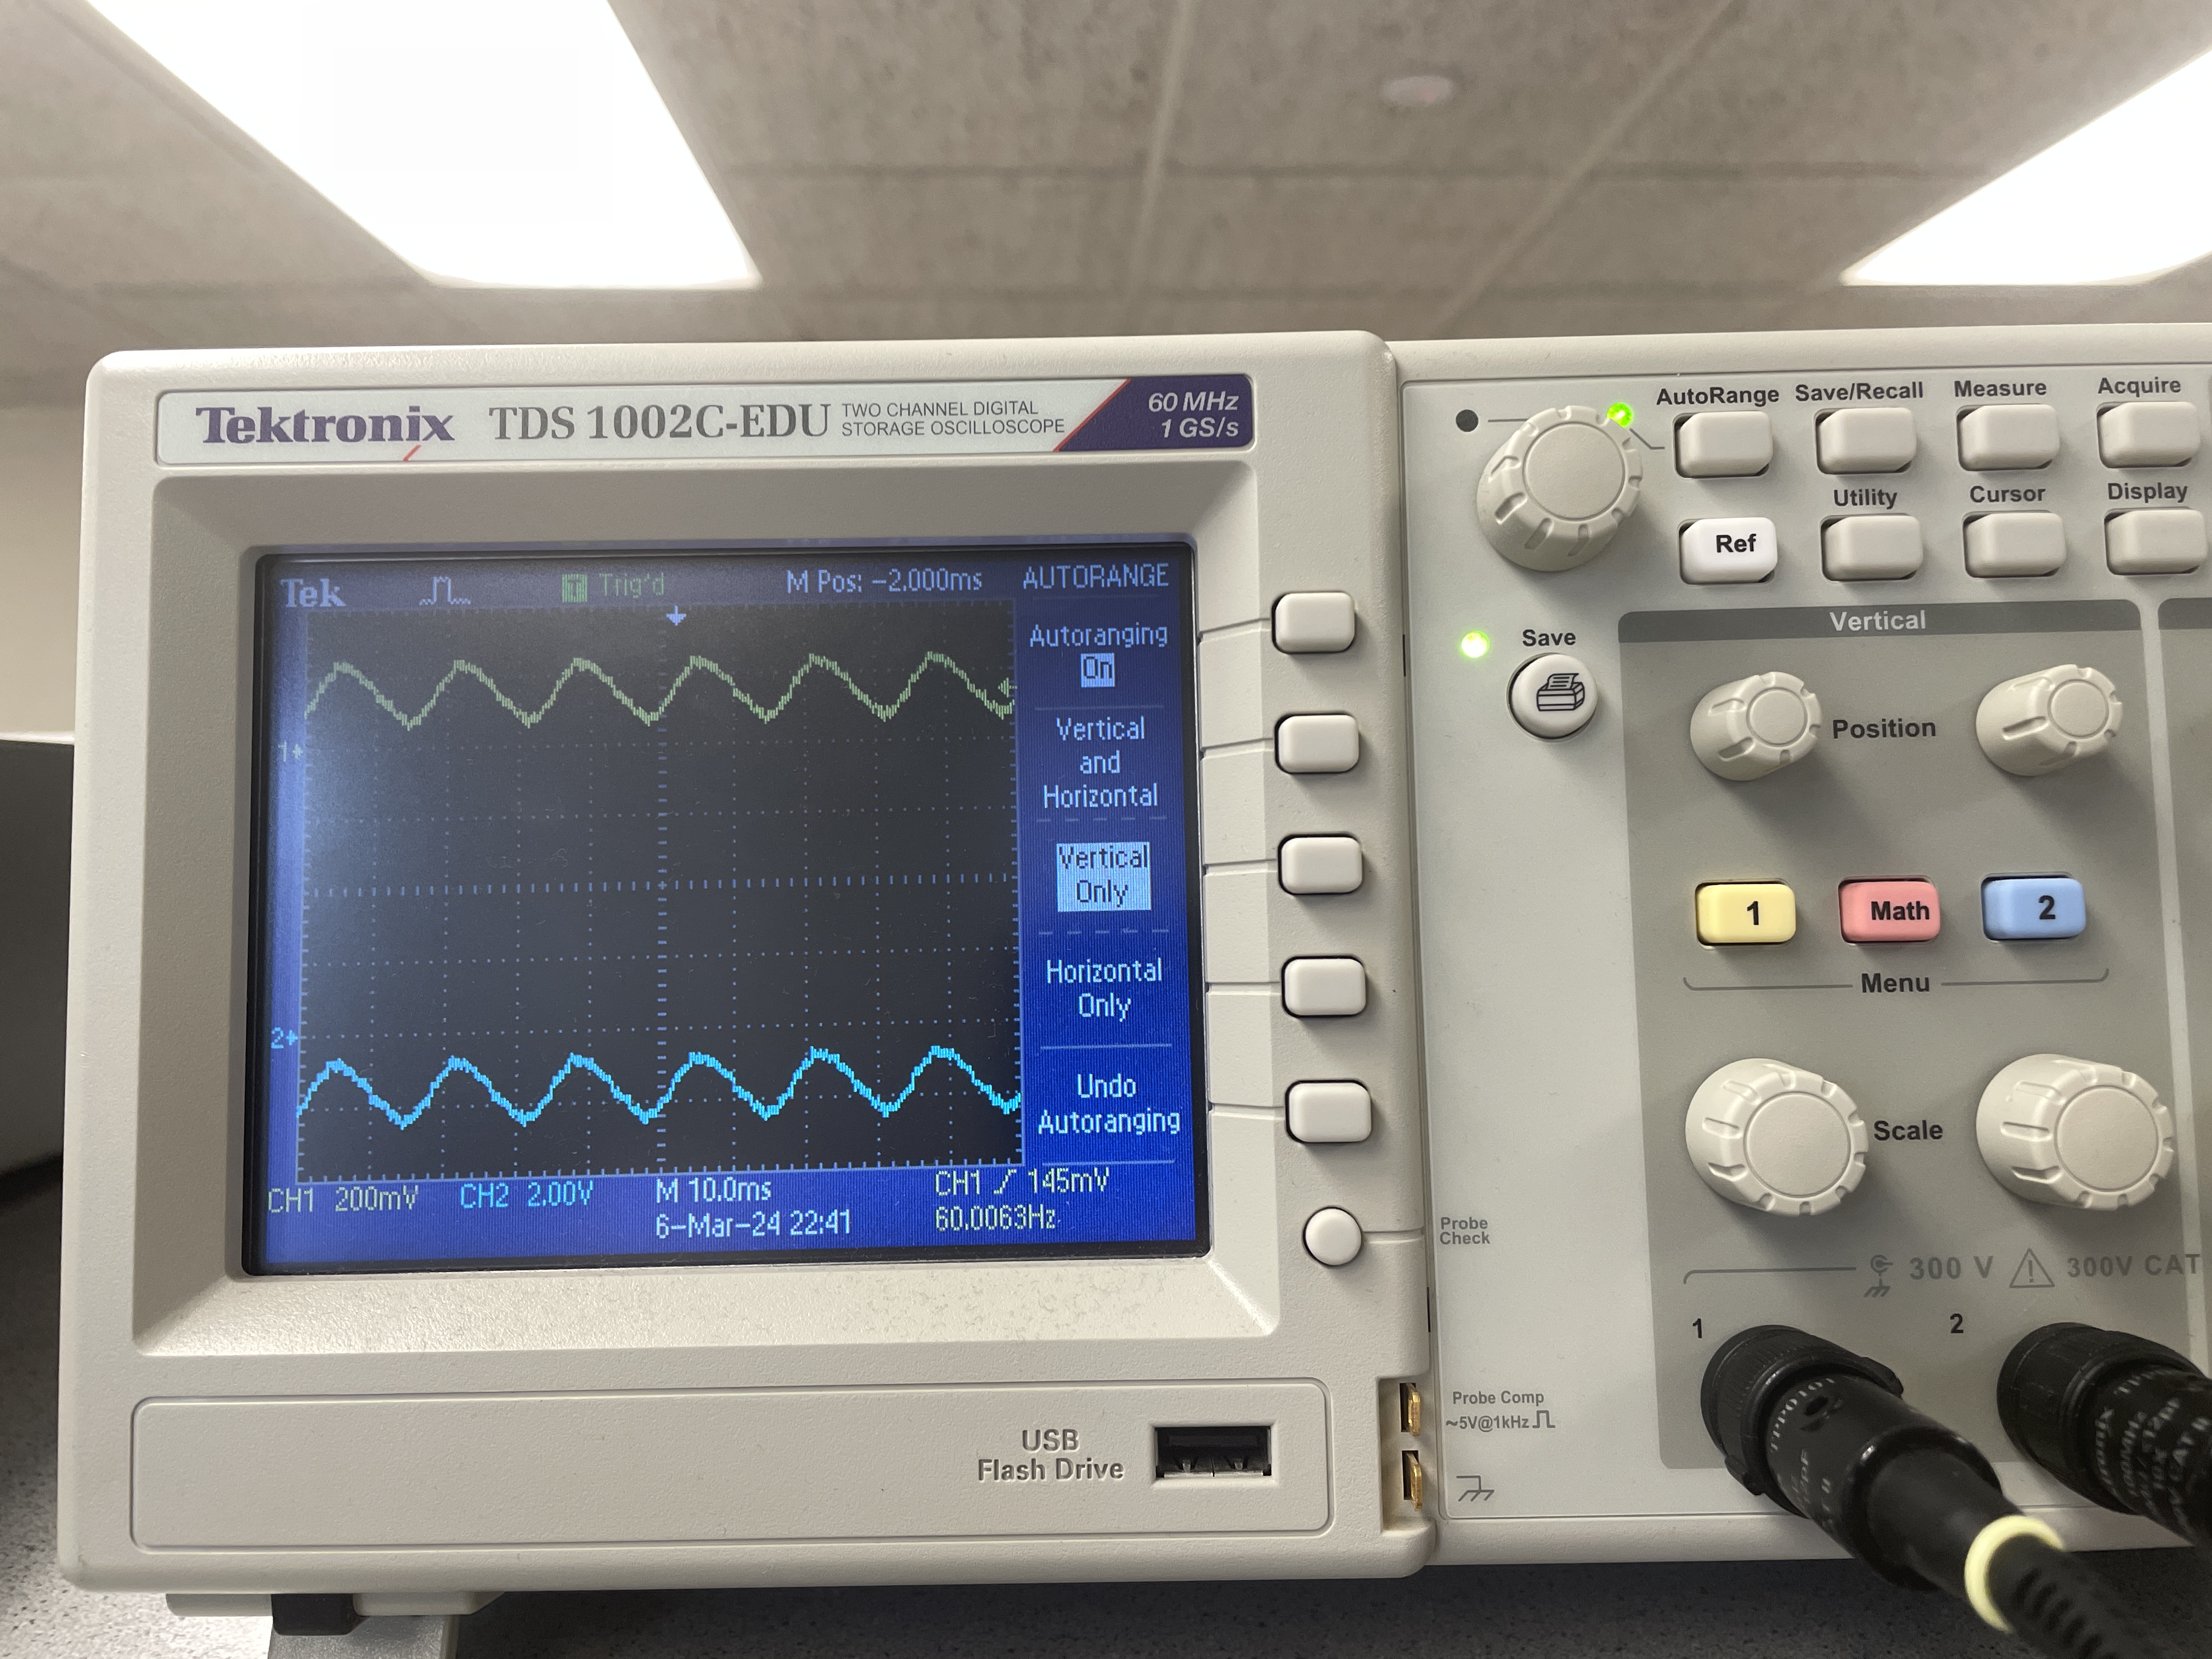 Tektronix TDS 1002C-EDU TWO CHANNEL DIGITAL
STORAGE OSCILLOSCOPE
60 MHz
1 GS/s
Tek Trig'd M Pos: -2.000ms AUTORANGE
Autoranging
On
Vertical
and
Horizontal
Vertical
Only
Horizontal
Only
Undo
Autoranging
1
2
CH1 200mV CH2 2.00V M 10.0ms CH1 145mV
6-Mar-24 22:41 60.0063Hz
USB
Flash Drive
AutoRange Save/Recall Measure Acquire
Ref Utility Cursor Display
Save
Vertical
Position
1 Math 2
Menu
Scale
Probe
Check
300 V 300V CAT
1 2
Probe Comp
~5V@1kHz
TPP0101